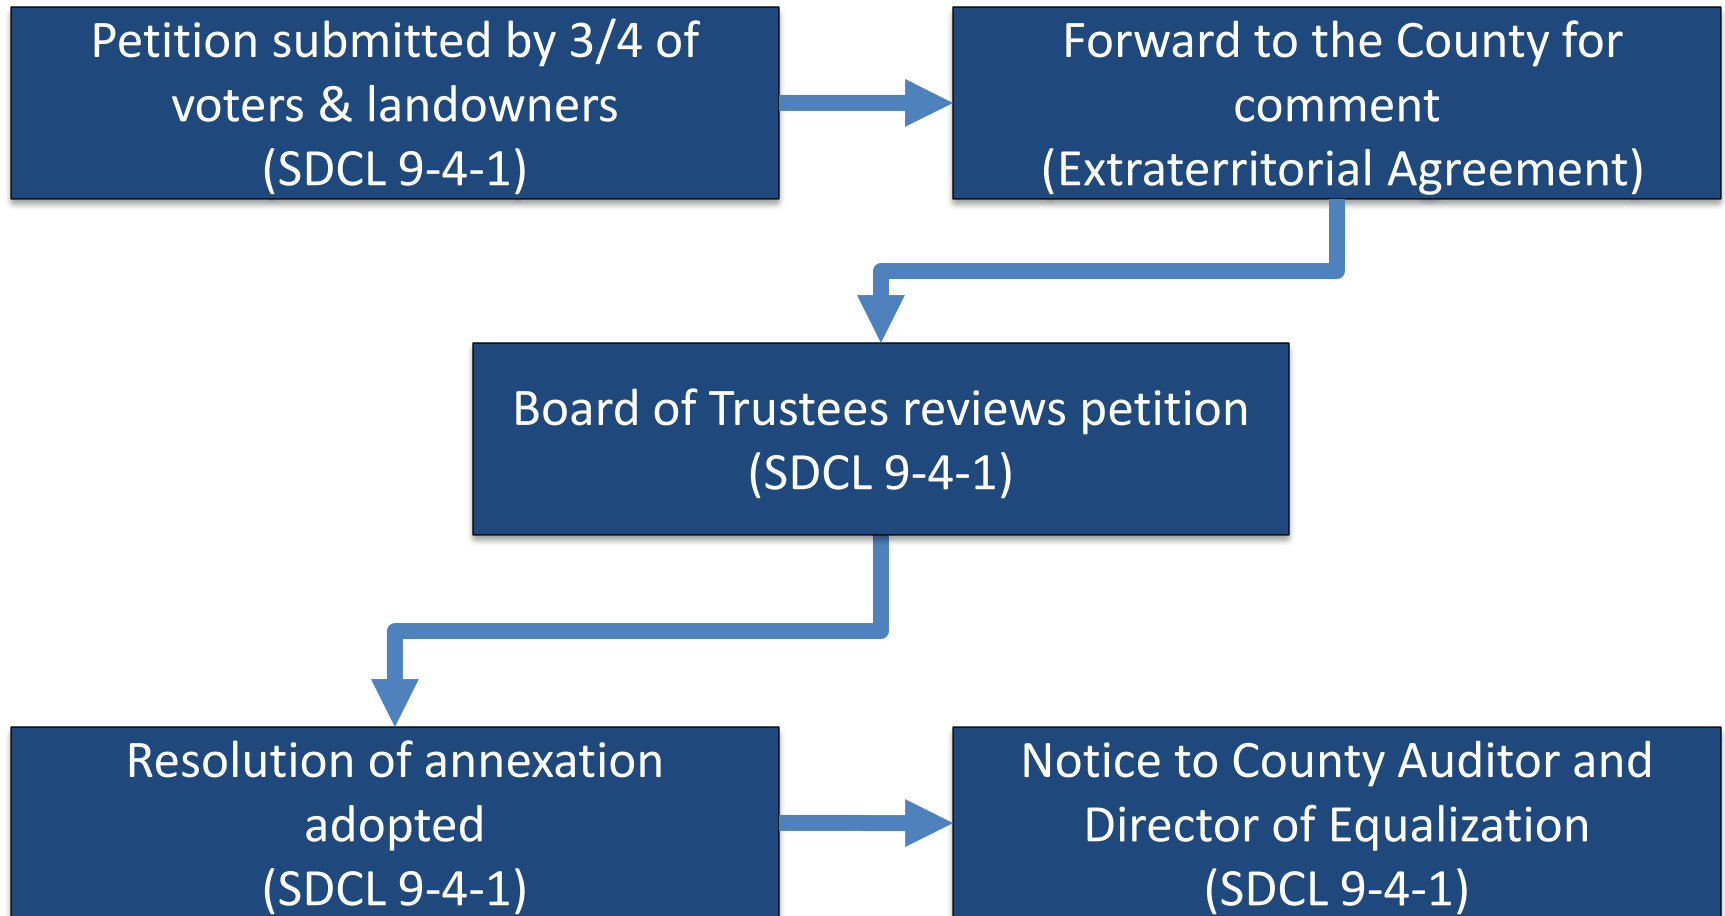 Petition submitted by 3/4 of
voters & landowners
(SDCL 9-4-1)
Forward to the County for
comment
(Extraterritorial Agreement)
Board of Trustees reviews petition
(SDCL 9-4-1)
Resolution of annexation
adopted
(SDCL 9-4-1)
Notice to County Auditor and
Director of Equalization
(SDCL 9-4-1)